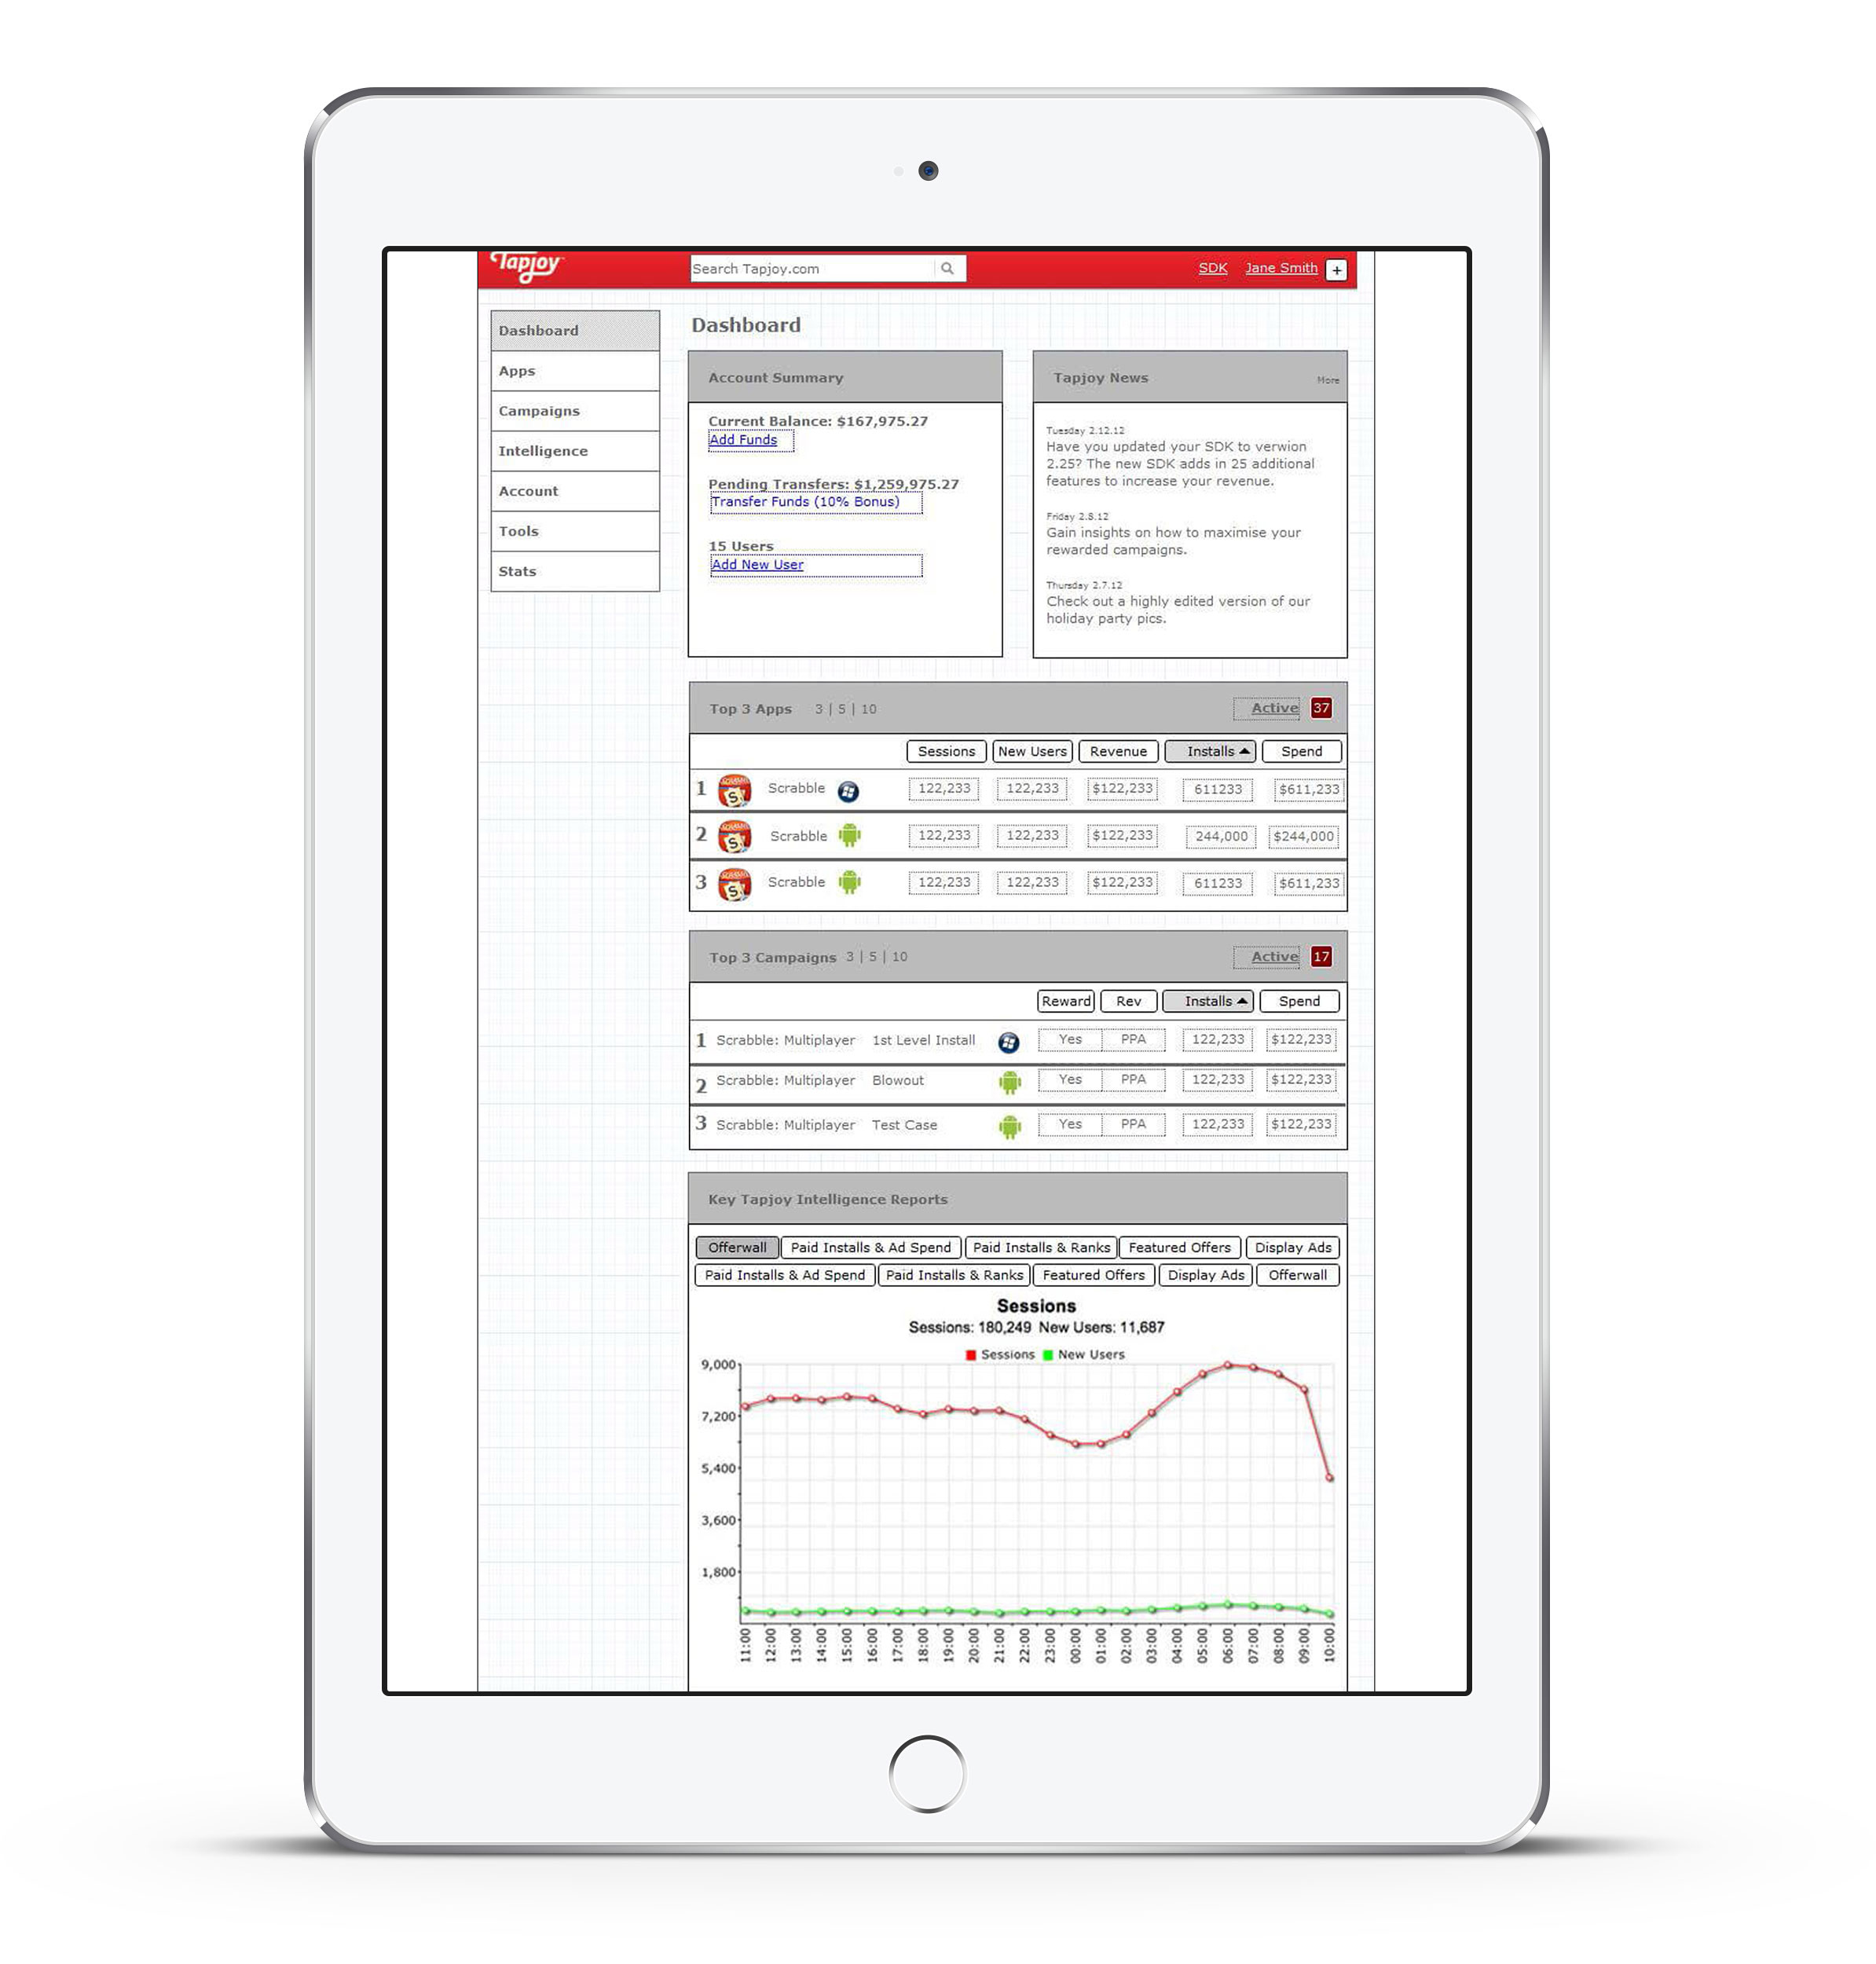 Tapjoy
Search Tapjoy.com
SDK Jane Smith +
Dashboard
Apps
Campaigns
Intelligence
Account
Tools
Stats
Dashboard
Account Summary
Current Balance: $167,975.27
Add Funds
Pending Transfers: $1,259,975.27
Transfer Funds (10% Bonus)
15 Users
Add New User
Tapjoy News More
Tuesday 2.12.12
Have you updated your SDK to verwion
2.25? The new SDK adds in 25 additional
features to increase your revenue.
Friday 2.8.12
Gain insights on how to maximise your
rewarded campaigns.
Thursday 2.7.12
Check out a highly edited version of our
holiday party pics.
Top 3 Apps 3 | 5 | 10 Active 37
Sessions New Users Revenue Installs Spend
1 Scrabble 122,233 122,233 $122,233 611233 $611,233
2 Scrabble 122,233 122,233 $122,233 244,000 $244,000
3 Scrabble 122,233 122,233 $122,233 611233 $611,233
Top 3 Campaigns 3 | 5 | 10 Active 17
Reward Rev Installs Spend
1 Scrabble: Multiplayer 1st Level Install Yes PPA 122,233 $122,233
2 Scrabble: Multiplayer Blowout Yes PPA 122,233 $122,233
3 Scrabble: Multiplayer Test Case Yes PPA 122,233 $122,233
Key Tapjoy Intelligence Reports
Offerwall Paid Installs & Ad Spend Paid Installs & Ranks Featured Offers Display Ads
Paid Installs & Ad Spend Paid Installs & Ranks Featured Offers Display Ads Offerwall
Sessions
Sessions: 180,249 New Users: 11,687
Sessions New Users
9,000
7,200
5,400
3,600
1,800
11:00 12:00 13:00 14:00 15:00 16:00 17:00 18:00 19:00 20:00 21:00 22:00 23:00 00:00 01:00 02:00 03:00 04:00 05:00 06:00 07:00 08:00 09:00 10:00